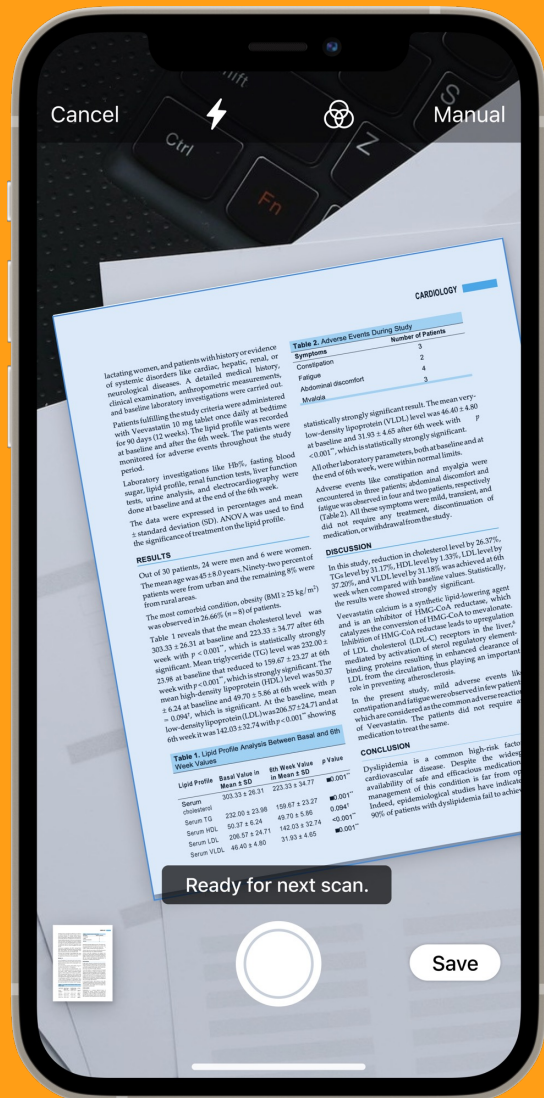 Cancel
Manual
Shift
Ctrl
Fn
Z
S
CARDIOLOGY
lactating women, and patients with history or evidence
of systemic disorders like cardiac, hepatic, renal, or
neurological diseases. A detailed medical history,
clinical examination, anthropometric measurements,
and baseline laboratory investigations were carried out.
Patients fulfilling the study criteria were administered
with Veevastatin 10 mg tablet once daily at bedtime
for 90 days (12 weeks). The lipid profile was recorded
at baseline and after the 6th week. The patients were
monitored for adverse events throughout the study
period.
Laboratory investigations like Hb%, fasting blood
sugar, lipid profile, renal function tests, liver function
tests, urine analysis, and electrocardiography were
done at baseline and at the end of the 6th week.
The data were expressed in percentages and mean
± standard deviation (SD). ANOVA was used to find
the significance of treatment on the lipid profile.
RESULTS
Out of 30 patients, 24 were men and 6 were women.
The mean age was 45 ± 8.0 years. Ninety-two percent of
patients were from urban and the remaining 8% were
from rural areas.
The most comorbid condition, obesity (BMI ≥ 25 kg/m²)
was observed in 26.66% (n = 8) of patients.
Table 1 reveals that the mean cholesterol level was
303.33 ± 26.31 at baseline and 223.33 ± 34.77 after 6th
week with p < 0.001**, which is statistically strongly
significant. Mean triglyceride (TG) level was 232.00 ±
23.98 at baseline that reduced to 159.67 ± 23.27 at 6th
week with p < 0.001**, which is strongly significant. The
mean high-density lipoprotein (HDL) level was 50.37
± 6.24 at baseline and 49.70 ± 5.86 at 6th week with p
= 0.094†, which is significant. At the baseline, mean
low-density lipoprotein (LDL) was 206.57 ± 24.71 and at
6th week it was 142.03 ± 32.74 with p < 0.001** showing
Table 1. Lipid Profile Analysis Between Basal and 6th
Week Values
Lipid Profile Basal Value in Mean ± SD 6th Week Value in Mean ± SD p Value
Serum cholesterol 303.33 ± 26.31 223.33 ± 34.77 ■0.001**
Serum TG 232.00 ± 23.98 159.67 ± 23.27 ■0.001**
Serum HDL 50.37 ± 6.24 49.70 ± 5.86 0.094†
Serum LDL 206.57 ± 24.71 142.03 ± 32.74 <0.001**
Serum VLDL 46.40 ± 4.80 31.93 ± 4.65 ■0.001**
Table 2. Adverse Events During Study
Symptoms Number of Patients
Constipation 3
Fatigue 2
Abdominal discomfort 4
Myalgia 3
statistically strongly significant result. The mean very-
low-density lipoprotein (VLDL) level was 46.40 ± 4.80
at baseline and 31.93 ± 4.65 after 6th week with p
< 0.001**, which is statistically strongly significant.
All other laboratory parameters, both at baseline and at
the end of 6th week, were within normal limits.
Adverse events like constipation and myalgia were
encountered in three patients; abdominal discomfort and
fatigue was observed in four and two patients, respectively
(Table 2). All these symptoms were mild, transient, and
did not require any treatment, discontinuation of
medication, or withdrawal from the study.
DISCUSSION
In this study, reduction in cholesterol level by 26.37%,
TGs level by 31.17%, HDL level by 1.33%, LDL level by
37.20%, and VLDL level by 31.18% was achieved at 6th
week when compared with baseline values. Statistically,
the results were showed strongly significant.
Veevastatin calcium is a synthetic lipid-lowering agent
and is an inhibitor of HMG-CoA reductase, which
catalyzes the conversion of HMG-CoA to mevalonate.
Inhibition of HMG-CoA reductase leads to upregulation
of LDL cholesterol (LDL-C) receptors in the liver,
mediated by activation of sterol regulatory element-
binding proteins resulting in enhanced clearance of
LDL from the circulation, thus playing an important
role in preventing atherosclerosis.
In the present study, mild adverse events like
constipation and fatigue were observed in few patient
which are considered as the common adverse reaction
of Vevastatin. The patients did not require a
medication to treat the same.
CONCLUSION
Dyslipidemia is a common high-risk facto
cardiovascular disease. Despite the widesp
availability of safe and efficacious medication
management of this condition is far from op
Indeed, epidemiological studies have indicate
90% of patients with dyslipidemia fail to achiev
Ready for next scan.
Save